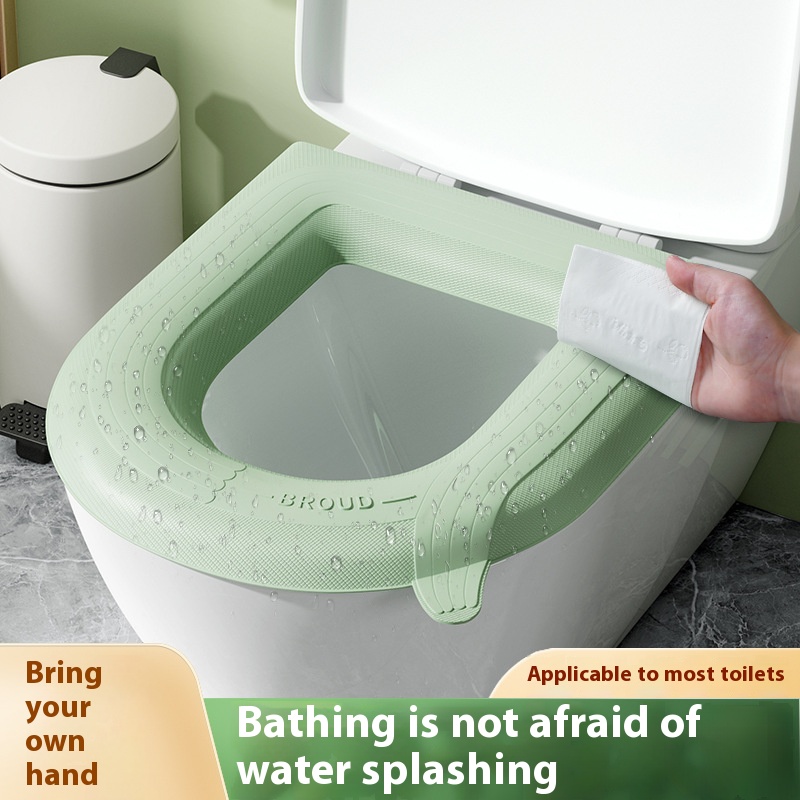 BROUD
Bring
your
own
hand
Applicable to most toilets
Bathing is not afraid of
water splashing